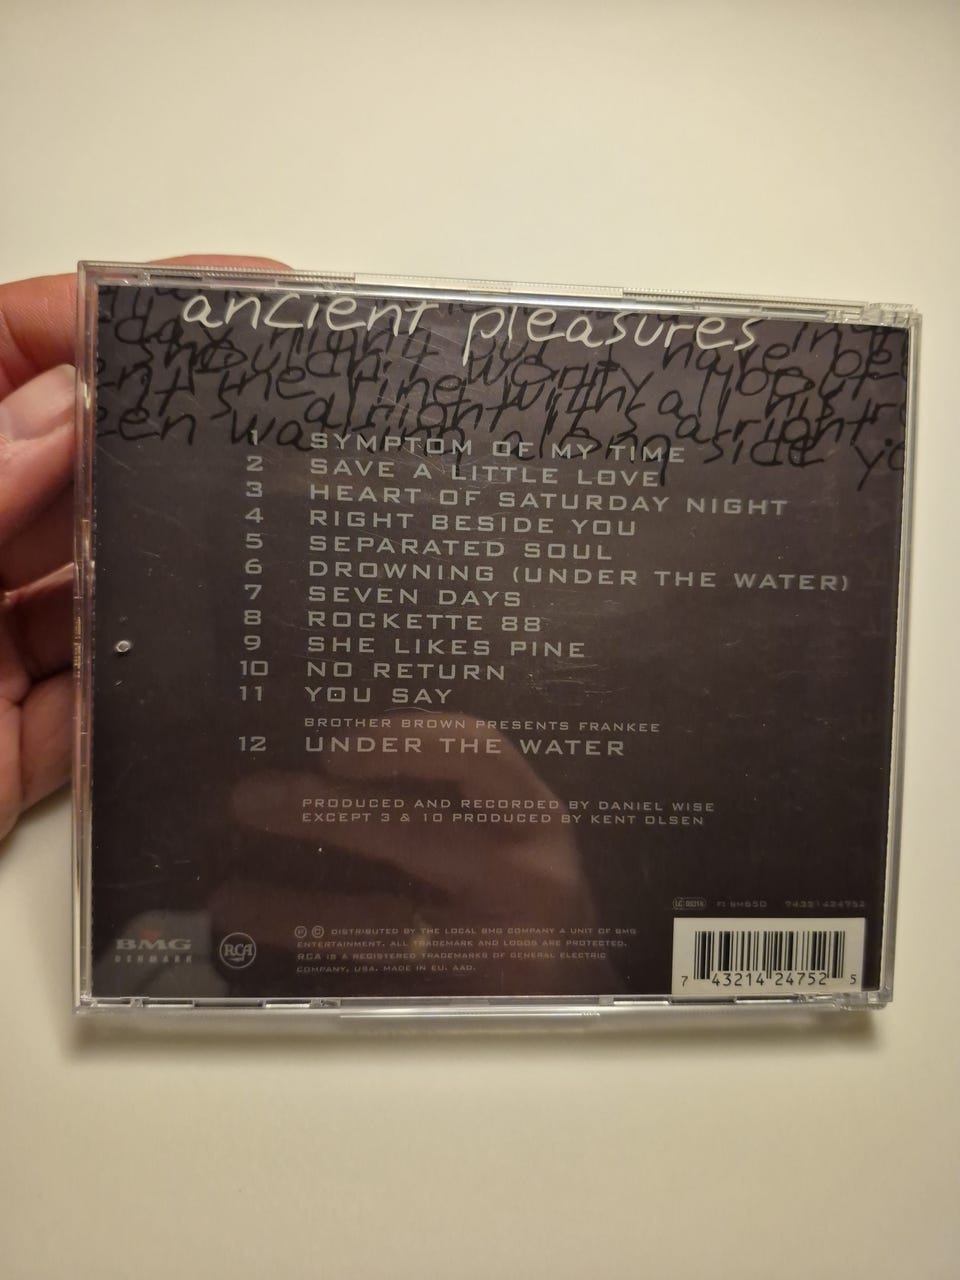 ancient pleasures
1 SYMPTOM OF MY TIME
2 SAVE A LITTLE LOVE
3 HEART OF SATURDAY NIGHT
4 RIGHT BESIDE YOU
5 SEPARATED SOUL
6 DROWNING (UNDER THE WATER)
7 SEVEN DAYS
8 ROCKETTE 88
9 SHE LIKES PINE
10 NO RETURN
11 YOU SAY
BROTHER BROWN PRESENTS FRANKEE
12 UNDER THE WATER
PRODUCED AND RECORDED BY DANIEL WISE
EXCEPT 3 & 10 PRODUCED BY KENT OLSEN
LC 00316 74321424752
BMG
DENMARK
RCA
Ⓟ © DISTRIBUTED BY THE LOCAL BMG COMPANY A UNIT OF BMG
ENTERTAINMENT. ALL TRADEMARK AND LOGOS ARE PROTECTED.
RCA IS A REGISTERED TRADEMARKS OF GENERAL ELECTRIC
COMPANY, USA. MADE IN EU. AAD.
7 43214 24752 5